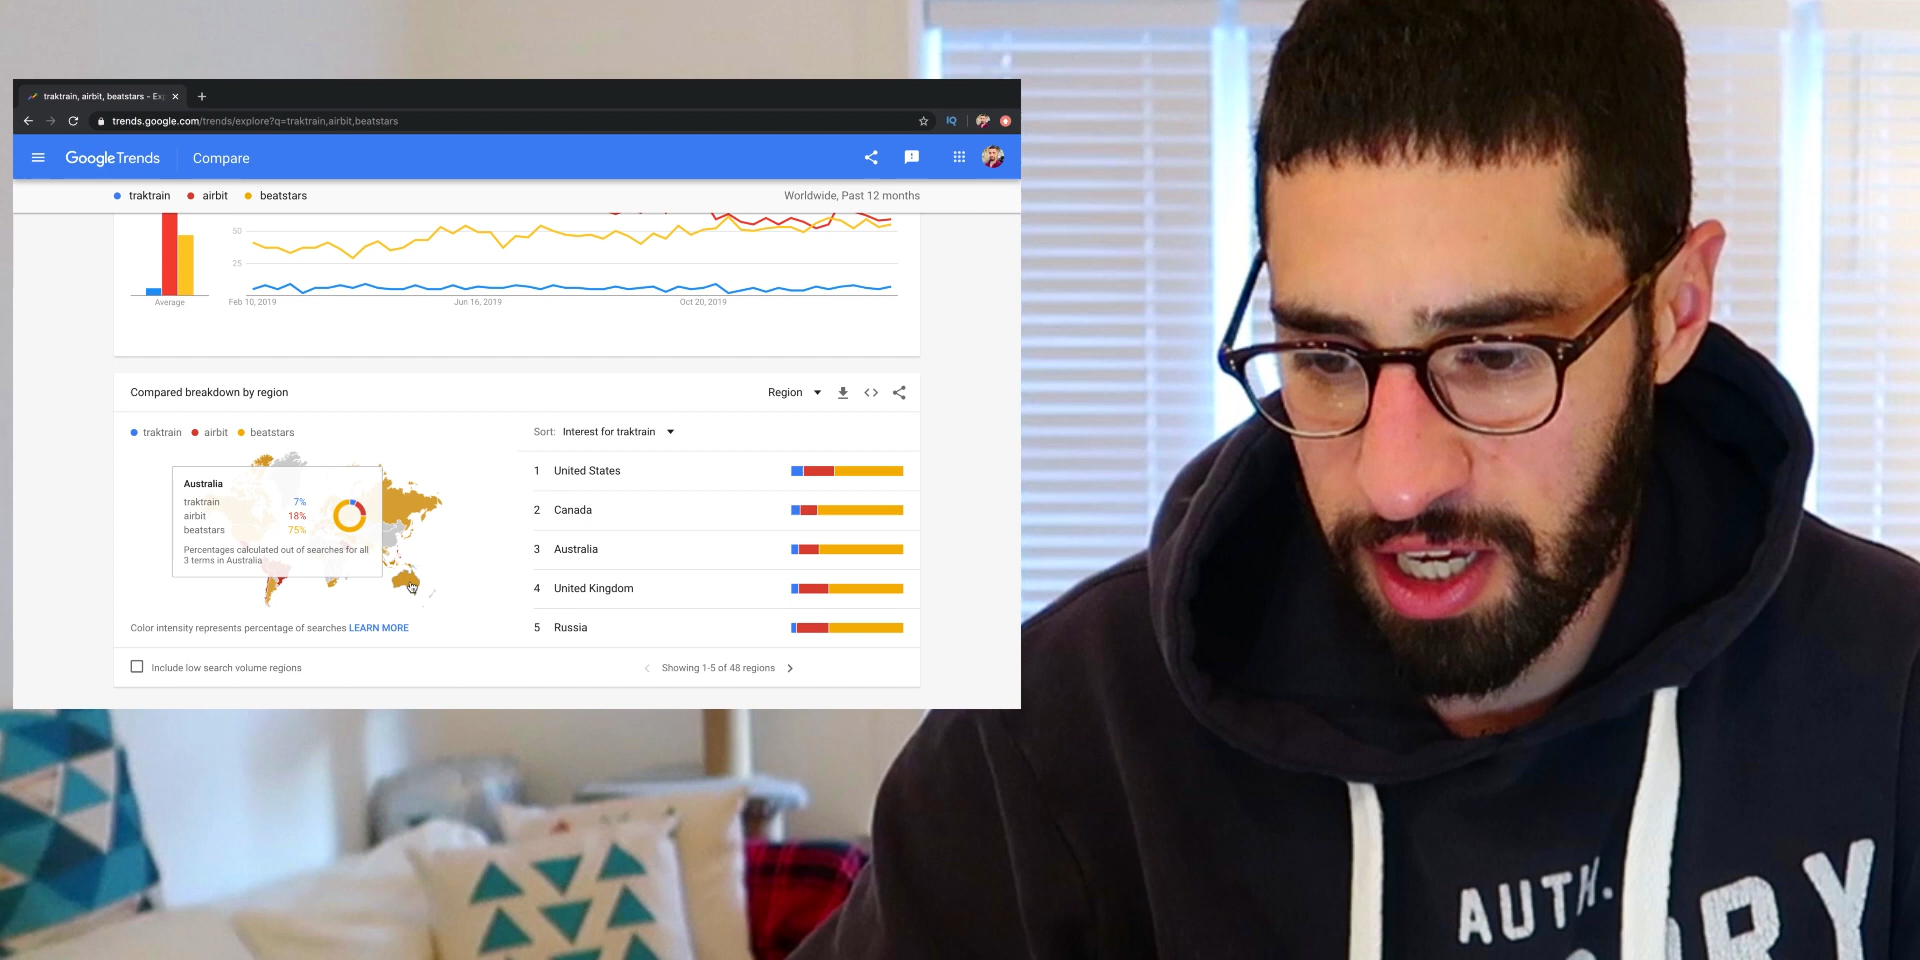 traktrain, airbit, beatstars - Ex
trends.google.com/trends/explore?q=traktrain,airbit,beatstars
IQ
Google Trends Compare
traktrain airbit beatstars Worldwide, Past 12 months
50
25
Average Feb 10, 2019 Jun 16, 2019 Oct 20, 2019
Compared breakdown by region Region
traktrain airbit beatstars
Sort: Interest for traktrain
Australia
traktrain 7%
airbit 18%
beatstars 75%
Percentages calculated out of searches for all
3 terms in Australia
1 United States
2 Canada
3 Australia
4 United Kingdom
5 Russia
Color intensity represents percentage of searches LEARN MORE
Include low search volume regions
Showing 1-5 of 48 regions
AUTH.
RY